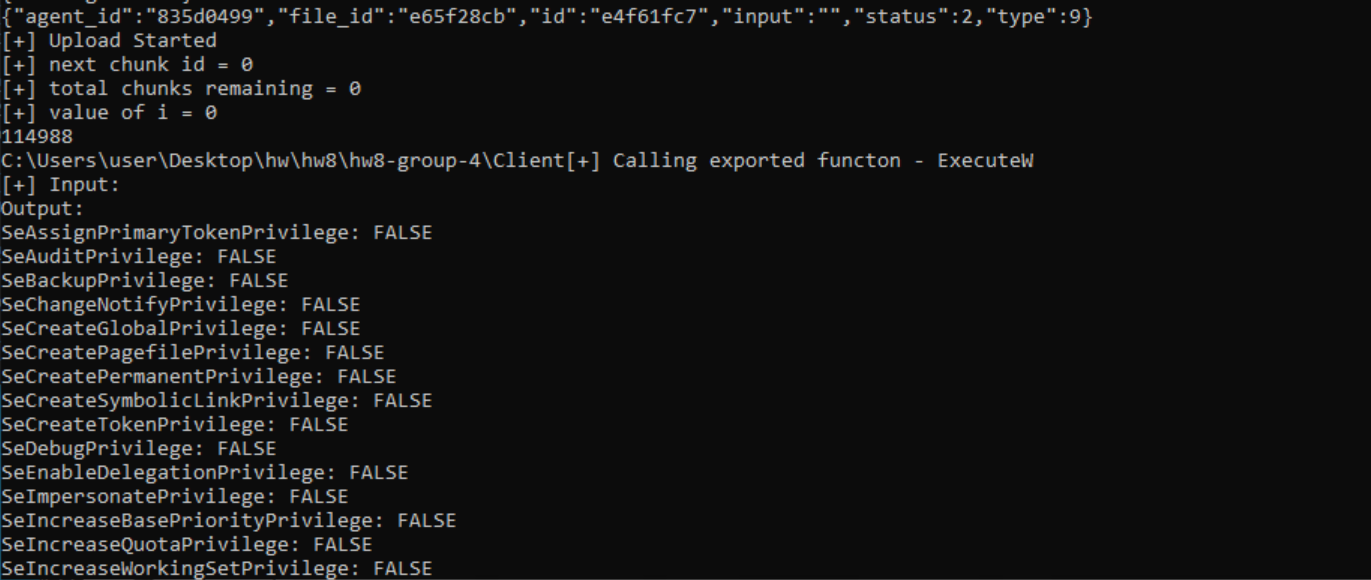 {"agent_id":"835d0499","file_id":"e65f28cb","id":"e4f61fc7","input":"","status":2,"type":9}
[+] Upload Started
[+] next chunk id = 0
[+] total chunks remaining = 0
[+] value of i = 0
114988
C:\Users\user\Desktop\hw\hw8\hw8-group-4\Client[+] Calling exported functon - ExecuteW
[+] Input:
Output:
SeAssignPrimaryTokenPrivilege: FALSE
SeAuditPrivilege: FALSE
SeBackupPrivilege: FALSE
SeChangeNotifyPrivilege: FALSE
SeCreateGlobalPrivilege: FALSE
SeCreatePagefilePrivilege: FALSE
SeCreatePermanentPrivilege: FALSE
SeCreateSymbolicLinkPrivilege: FALSE
SeCreateTokenPrivilege: FALSE
SeDebugPrivilege: FALSE
SeEnableDelegationPrivilege: FALSE
SeImpersonatePrivilege: FALSE
SeIncreaseBasePriorityPrivilege: FALSE
SeIncreaseQuotaPrivilege: FALSE
SeIncreaseWorkingSetPrivilege: FALSE